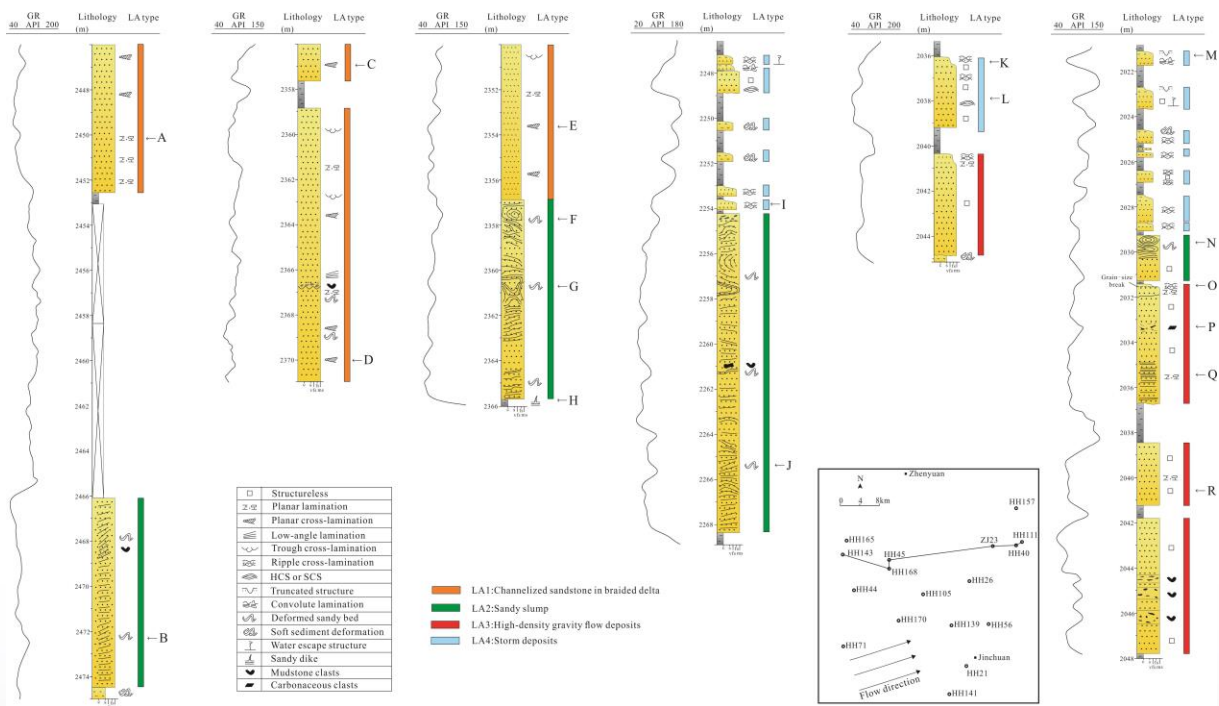 GR Lithology LA type
40 API 200 (m)
2448
2450
2452
2454
2456
2458
2460
2462
2464
2466
2468
2470
2472
2474
A
B
GR Lithology LA type
40 API 150 (m)
2358
2360
2362
2364
2366
2368
2370
C
D
GR Lithology LA type
40 API 150 (m)
2352
2354
2356
2358
2360
2362
2364
2366
E
F
G
H
GR Lithology LA type
20 API 180 (m)
2248
2250
2252
2254
2256
2258
2260
2262
2264
2266
2268
?
I
J
GR Lithology LA type
40 API 200 (m)
2036
2038
2040
2042
2044
K
L
GR Lithology LA type
40 API 150 (m)
2022
2024
2026
2028
2030
Grain-size
break
2032
2034
2036
2038
2040
2042
2044
2046
2048
M
N
O
P
Q
R
Structureless
Planar lamination
Planar cross-lamination
Low-angle lamination
Trough cross-lamination
Ripple cross-lamination
HCS or SCS
Truncated structure
Convolute lamination
Deformed sandy bed
Soft sediment deformation
Water escape structure
Sandy dike
Mudstone clasts
Carbonaceous clasts
LA1:Channelized sandstone in braided delta
LA2:Sandy slump
LA3:High-density gravity flow deposits
LA4:Storm deposits
Zhenyuan
N
0 4 8km
HH157
HH165
HH143
HH45
ZJ23
HH111
HH40
HH168
HH26
HH44
HH105
HH170
HH139
HH56
HH71
Jinchuan
HH21
Flow direction
HH141